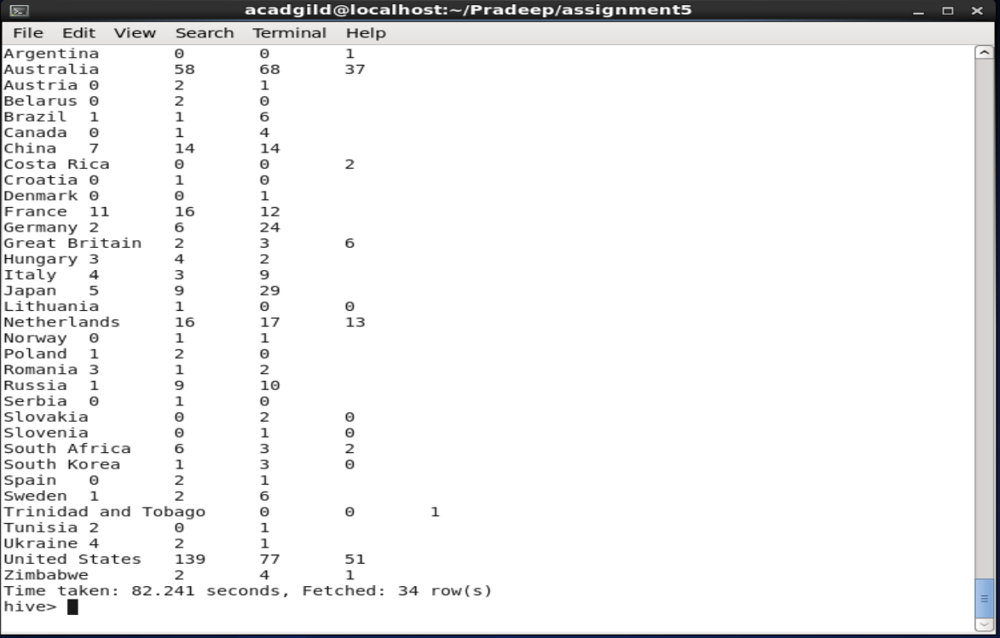 acadgild@localhost:~/Pradeep/assignment5
File Edit View Search Terminal Help
Argentina 0 0 1
Australia 58 68 37
Austria 0 2 1
Belarus 0 2 0
Brazil 1 1 6
Canada 0 1 4
China 7 14 14
Costa Rica 0 0 2
Croatia 0 1 0
Denmark 0 0 1
France 11 16 12
Germany 2 6 24
Great Britain 2 3 6
Hungary 3 4 2
Italy 4 3 9
Japan 5 9 29
Lithuania 1 0 0
Netherlands 16 17 13
Norway 0 1 1
Poland 1 2 0
Romania 3 1 2
Russia 1 9 10
Serbia 0 1 0
Slovakia 0 2 0
Slovenia 0 1 0
South Africa 6 3 2
South Korea 1 3 0
Spain 0 2 1
Sweden 1 2 6
Trinidad and Tobago 0 0 1
Tunisia 2 0 1
Ukraine 4 2 1
United States 139 77 51
Zimbabwe 2 4 1
Time taken: 82.241 seconds, Fetched: 34 row(s)
hive>